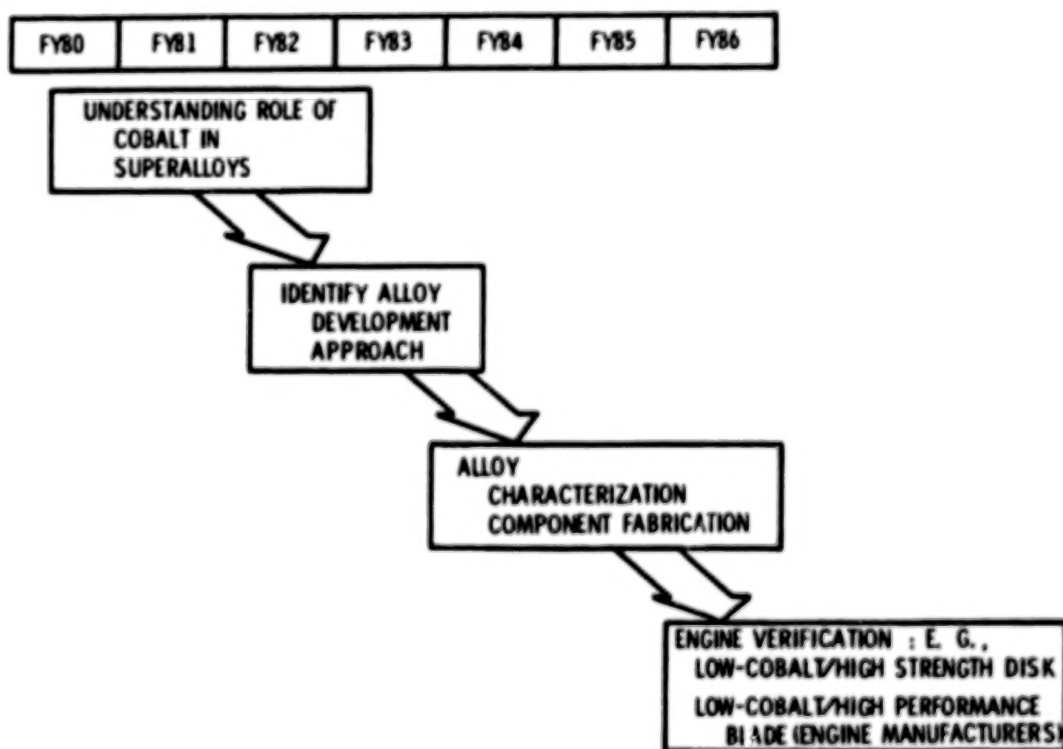 FY80 FY81 FY82 FY83 FY84 FY85 FY86
UNDERSTANDING ROLE OF
COBALT IN
SUPERALLOYS
IDENTIFY ALLOY
DEVELOPMENT
APPROACH
ALLOY
CHARACTERIZATION
COMPONENT FABRICATION
ENGINE VERIFICATION : E. G.,
LOW-COBALT/HIGH STRENGTH DISK
LOW-COBALT/HIGH PERFORMANCE
BLADE (ENGINE MANUFACTURERS)